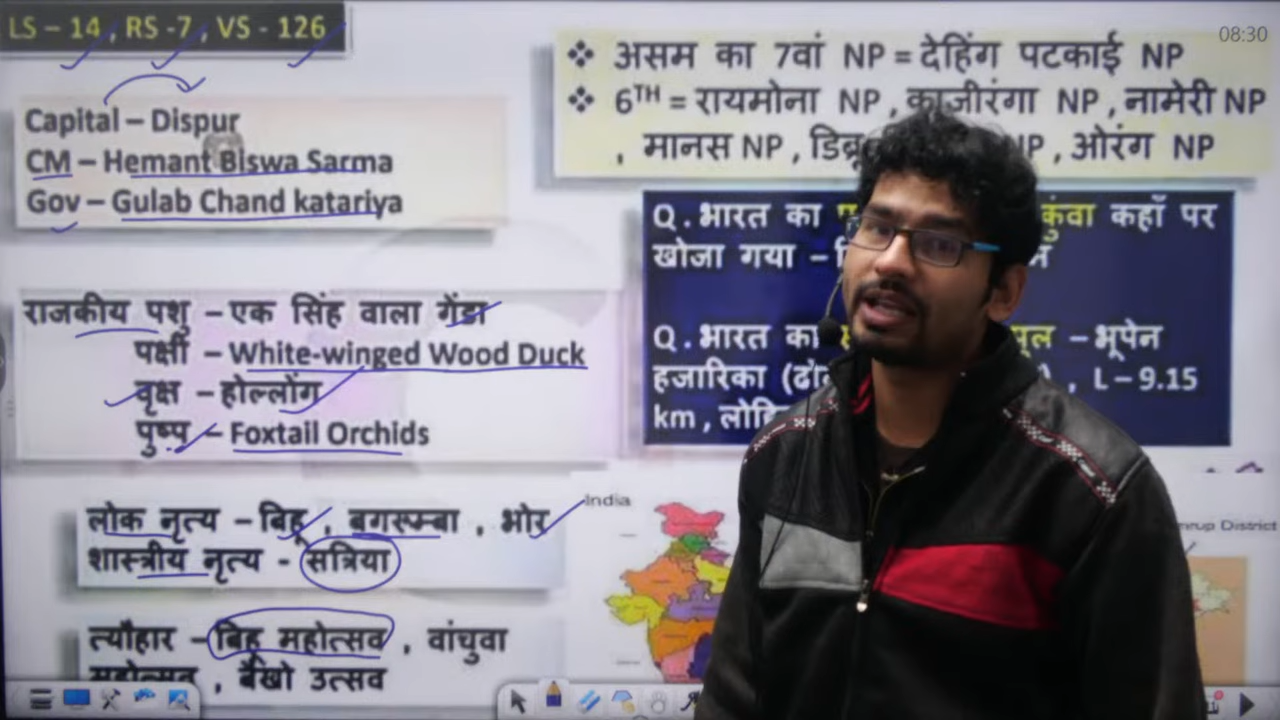 LS – 14 , RS -7 , VS - 126
08:30
Capital – Dispur
CM – Hemant Biswa Sarma
Gov – Gulab Chand katariya
राजकीय पशु – एक सिंह वाला गेंडा
पक्षी – White-winged Wood Duck
वृक्ष – होल्लोंग
पुष्प – Foxtail Orchids
लोक नृत्य – बिहू , बगरुम्बा , भोर
शास्त्रीय नृत्य - सत्रिया
त्यौहार – बिहू महोत्सव , वांचुवा
महोत्सव , बैखो उत्सव
❖ असम का 7वां NP = देहिंग पटकाई NP
❖ 6TH = रायमोना NP , काजीरंगा NP , नामेरी NP
, मानस NP , NP , ओरंग NP
Q . भारत का कुंवा कहाँ पर
खोजा गया –
Q . भारत का पूल – भूपेन
हजारिका , L – 9.15
km ,
India
District